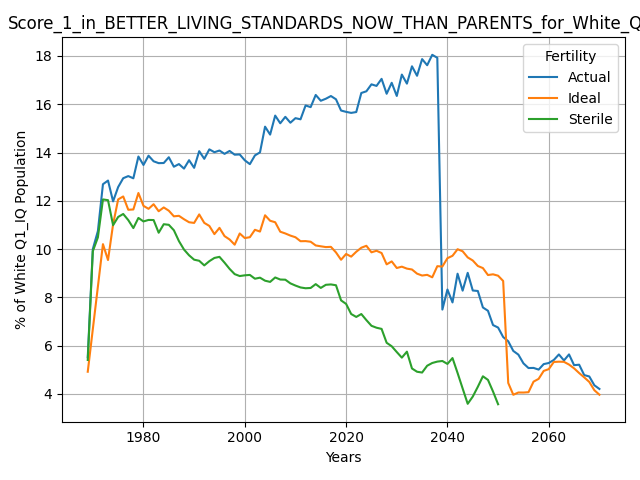 Score_1_in_BETTER_LIVING_STANDARDS_NOW_THAN_PARENTS_for_White_Q
Fertility
Actual
Ideal
Sterile
% of White Q1_IQ Population
18
16
14
12
10
8
6
4
1980 2000 2020 2040 2060
Years